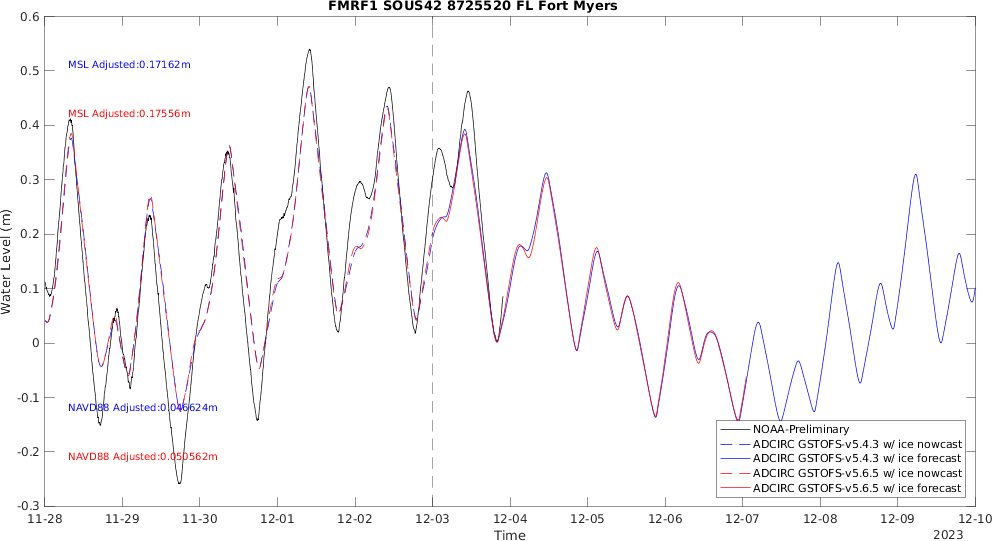 FMRF1 SOUS42 8725520 FL Fort Myers
0.6
0.5
0.4
0.3
0.2
0.1
0
-0.1
-0.2
-0.3
Water Level (m)
MSL Adjusted:0.17162m
MSL Adjusted:0.17556m
NAVD88 Adjusted:0.046624m
NAVD88 Adjusted:0.050562m
NOAA-Preliminary
ADCIRC GSTOFS-v5.4.3 w/ ice nowcast
ADCIRC GSTOFS-v5.4.3 w/ ice forecast
ADCIRC GSTOFS-v5.6.5 w/ ice nowcast
ADCIRC GSTOFS-v5.6.5 w/ ice forecast
11-28 11-29 11-30 12-01 12-02 12-03 12-04 12-05 12-06 12-07 12-08 12-09 12-10
Time
2023